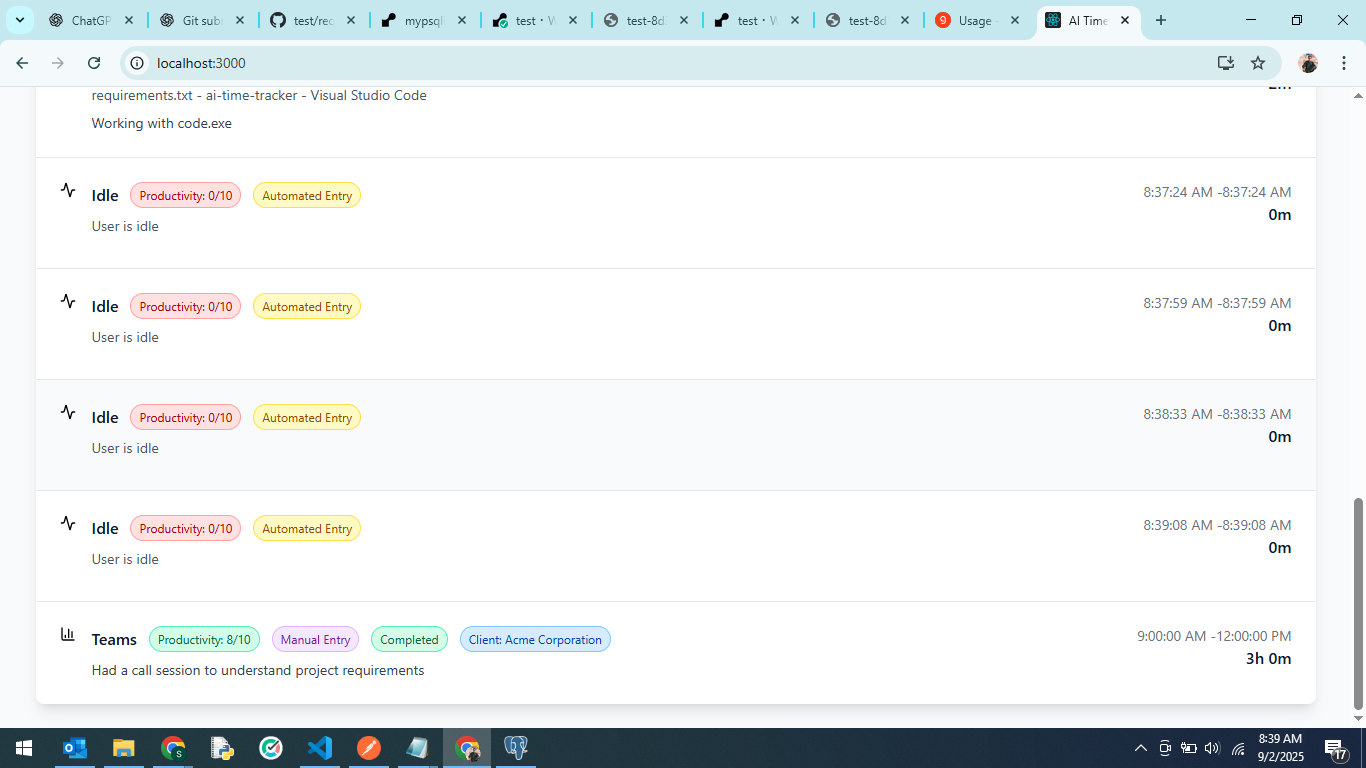 ChatGP
Git sub
test/rec
mypsql
test · W
test-8d
test · W
test-8d
Usage
AI Time
localhost:3000
requirements.txt - ai-time-tracker - Visual Studio Code
Working with code.exe
Idle Productivity: 0/10 Automated Entry 8:37:24 AM -8:37:24 AM
User is idle 0m
Idle Productivity: 0/10 Automated Entry 8:37:59 AM -8:37:59 AM
User is idle 0m
Idle Productivity: 0/10 Automated Entry 8:38:33 AM -8:38:33 AM
User is idle 0m
Idle Productivity: 0/10 Automated Entry 8:39:08 AM -8:39:08 AM
User is idle 0m
Teams Productivity: 8/10 Manual Entry Completed Client: Acme Corporation 9:00:00 AM -12:00:00 PM
Had a call session to understand project requirements 3h 0m
8:39 AM
9/2/2025
17